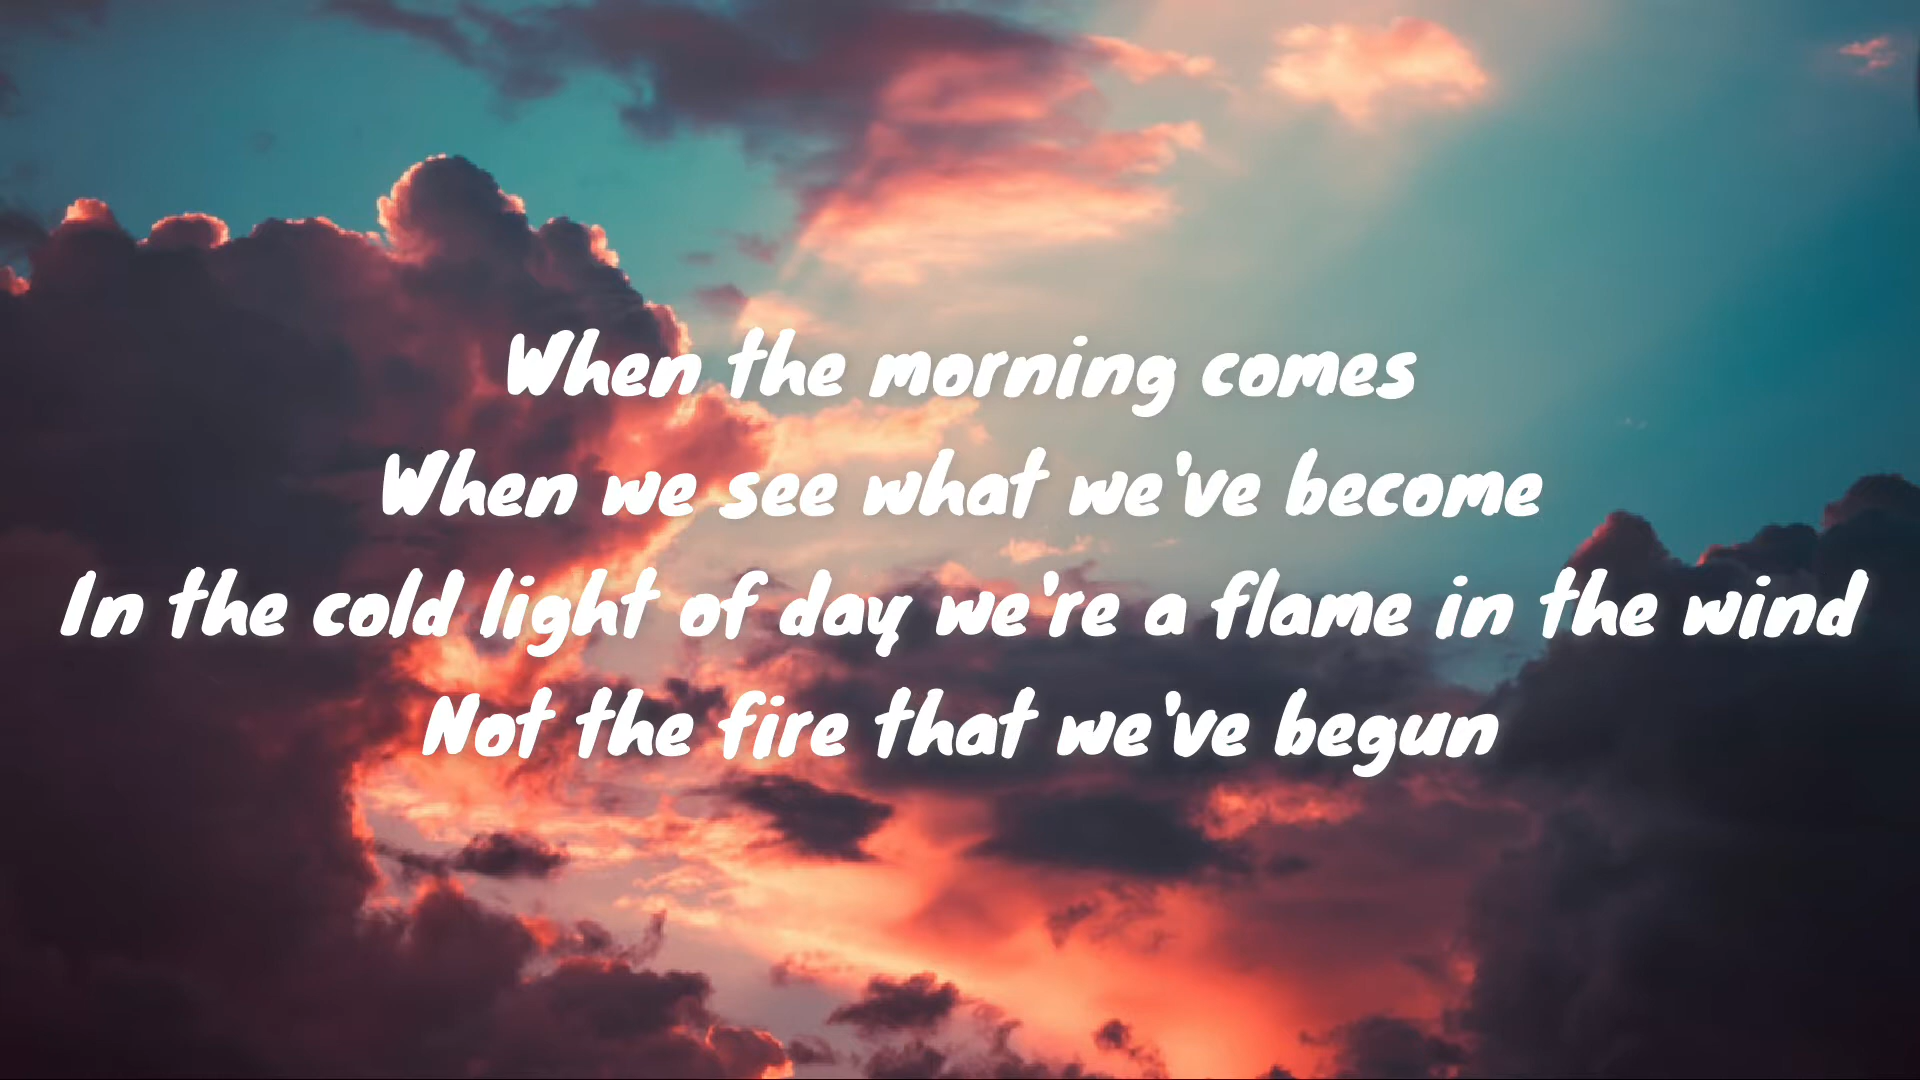 When the morning comes
When we see what we've become
In the cold light of day we're a flame in the wind
Not the fire that we've begun